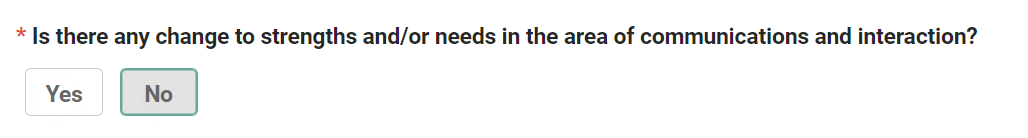 * Is there any change to strengths and/or needs in the area of communications and interaction?
Yes No